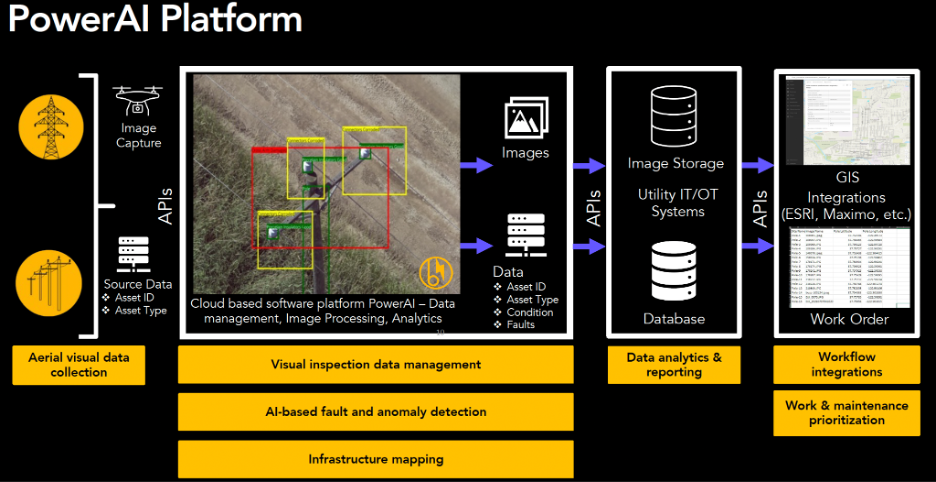 PowerAI Platform
Image
Capture
Source Data
❖ Asset ID
❖ Asset Type
APIs
Cloud based software platform PowerAI – Data
management, Image Processing, Analytics
Images
Data
❖ Asset ID
❖ Asset Type
❖ Condition
❖ Faults
10
APIs
Image Storage
Utility IT/OT
Systems
Database
APIs
GIS
Integrations
(ESRI, Maximo, etc.)
Work Order
Aerial visual data
collection
Visual inspection data management
AI-based fault and anomaly detection
Infrastructure mapping
Data analytics &
reporting
Workflow
integrations
Work & maintenance
prioritization